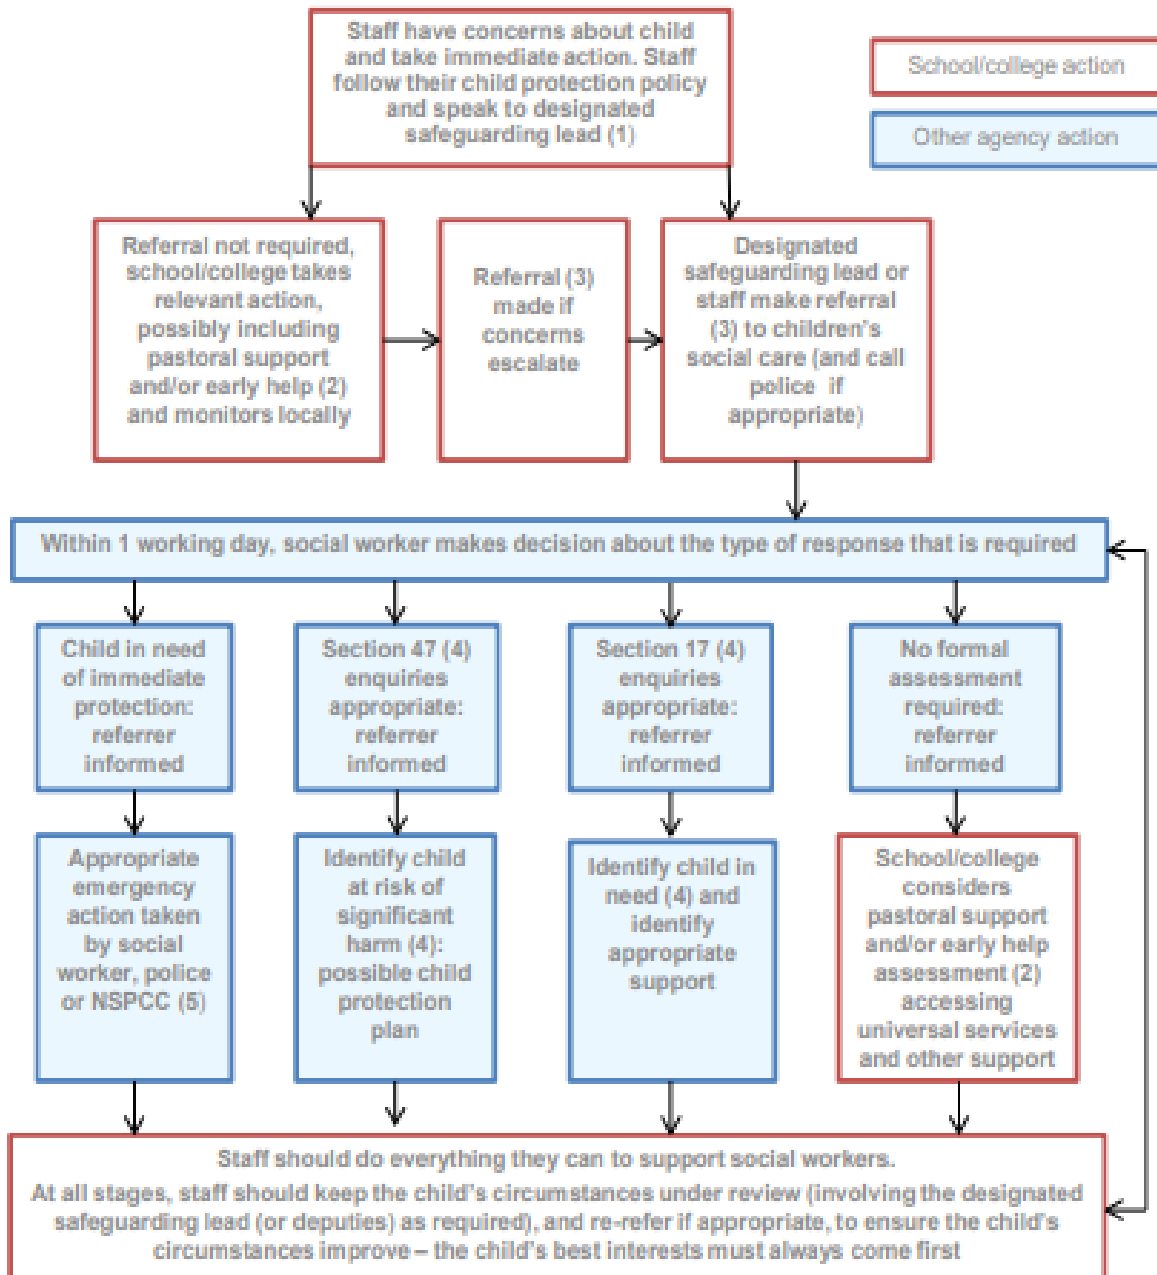 Staff have concerns about child
and take immediate action. Staff
follow their child protection policy
and speak to designated
safeguarding lead (1)
School/college action
Other agency action
Referral not required,
school/college takes
relevant action,
possibly including
pastoral support
and/or early help (2)
and monitors locally
Referral (3)
made if
concerns
escalate
Designated
safeguarding lead or
staff make referral
(3) to children's
social care (and call
police if
appropriate)
Within 1 working day, social worker makes decision about the type of response that is required
Child in need
of immediate
protection:
referrer
informed
Section 47 (4)
enquiries
appropriate:
referrer
informed
Section 17 (4)
enquiries
appropriate:
referrer
informed
No formal
assessment
required:
referrer
informed
Appropriate
emergency
action taken
by social
worker, police
or NSPCC (5)
Identify child
at risk of
significant
harm (4):
possible child
protection
plan
Identify child in
need (4) and
identify
appropriate
support
School/college
considers
pastoral support
and/or early help
assessment (2)
accessing
universal services
and other support
Staff should do everything they can to support social workers.
At all stages, staff should keep the child's circumstances under review (involving the designated
safeguarding lead (or deputies) as required), and re-refer if appropriate, to ensure the child's
circumstances improve – the child's best interests must always come first